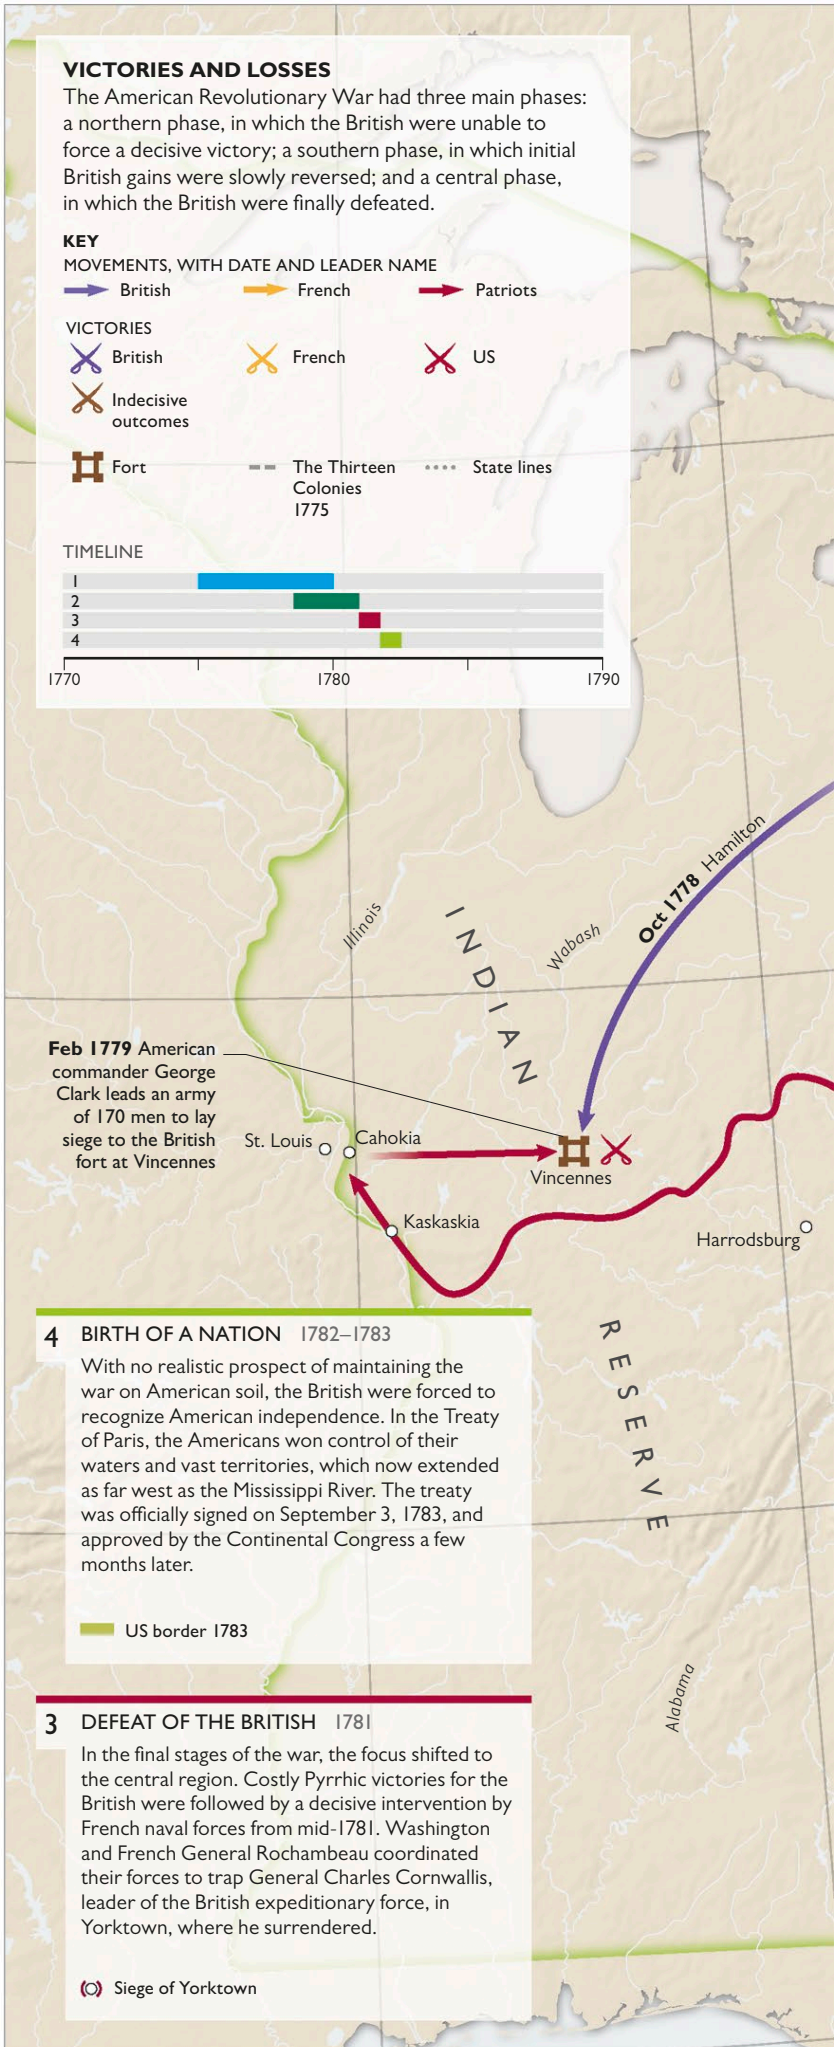 VICTORIES AND LOSSES
The American Revolutionary War had three main phases:
a northern phase, in which the British were unable to
force a decisive victory; a southern phase, in which initial
British gains were slowly reversed; and a central phase,
in which the British were finally defeated.
KEY
MOVEMENTS, WITH DATE AND LEADER NAME
British
French
Patriots
VICTORIES
British
French
US
Indecisive
outcomes
Fort
The Thirteen
Colonies
1775
State lines
TIMELINE
1
2
3
4
1770
1780
1790
Oct 1778 Hamilton
Illinois
Wabash
INDIAN
Feb 1779 American
commander George
Clark leads an army
of 170 men to lay
siege to the British
fort at Vincennes
St. Louis
Cahokia
Vincennes
Kaskaskia
Harrodsburg
RESERVE
4 BIRTH OF A NATION 1782–1783
With no realistic prospect of maintaining the
war on American soil, the British were forced to
recognize American independence. In the Treaty
of Paris, the Americans won control of their
waters and vast territories, which now extended
as far west as the Mississippi River. The treaty
was officially signed on September 3, 1783, and
approved by the Continental Congress a few
months later.
US border 1783
Alabama
3 DEFEAT OF THE BRITISH 1781
In the final stages of the war, the focus shifted to
the central region. Costly Pyrrhic victories for the
British were followed by a decisive intervention by
French naval forces from mid-1781. Washington
and French General Rochambeau coordinated
their forces to trap General Charles Cornwallis,
leader of the British expeditionary force, in
Yorktown, where he surrendered.
Siege of Yorktown